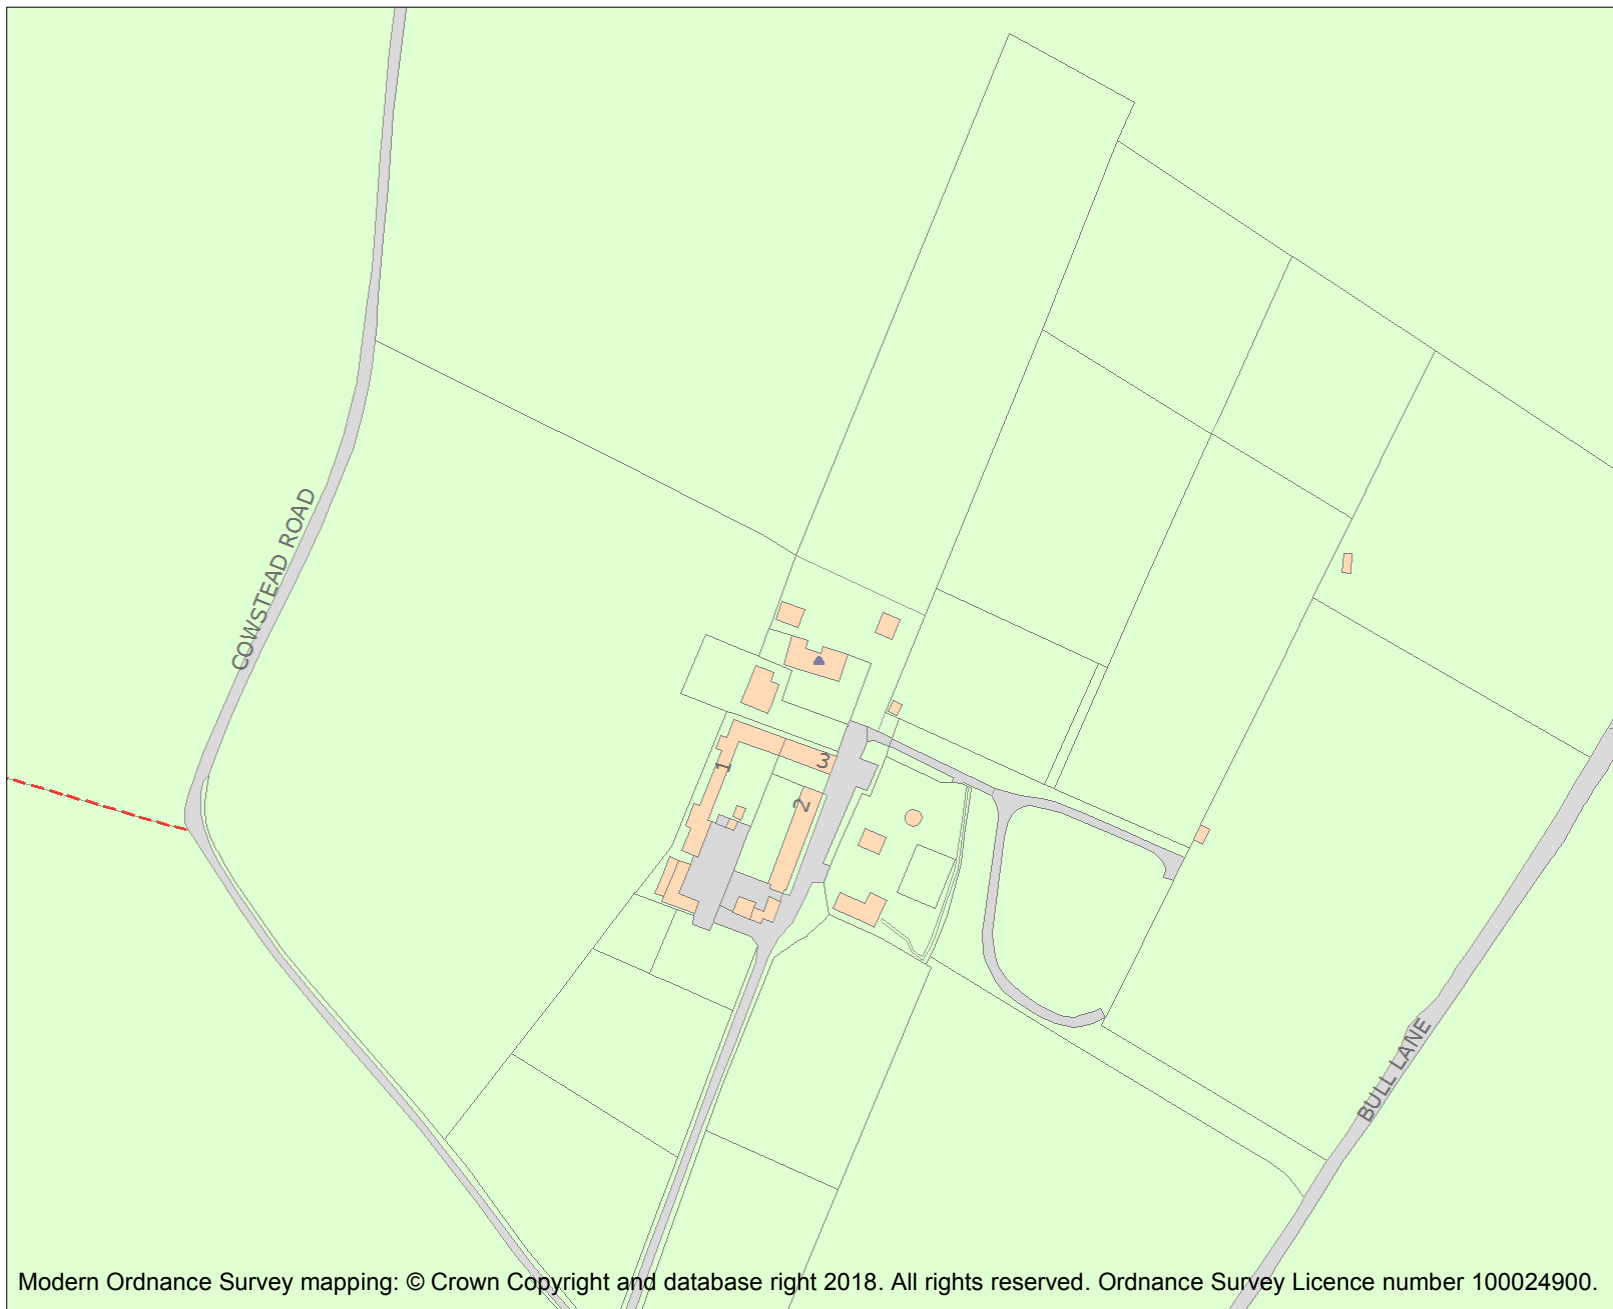 COWSTEAD ROAD
1
3
2
BULL LANE
Modern Ordnance Survey mapping: © Crown Copyright and database right 2018. All rights reserved. Ordnance Survey Licence number 100024900.